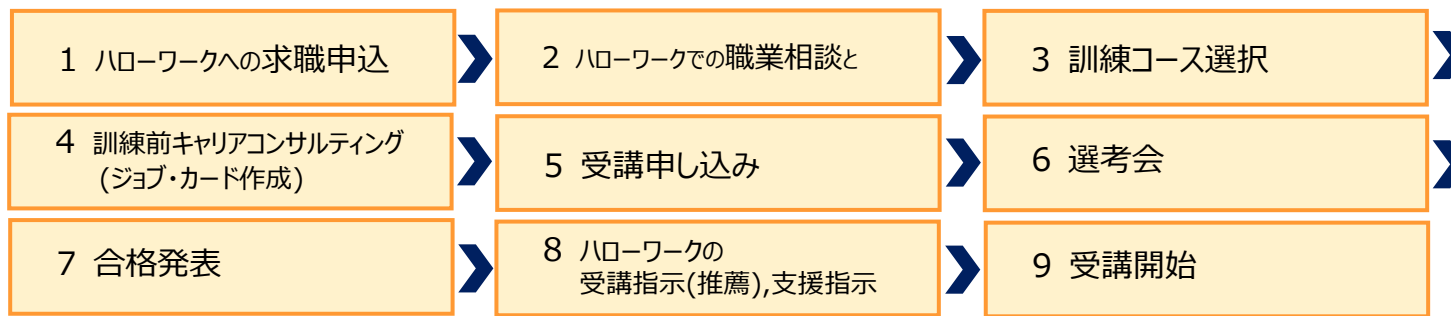 1 ハローワークへの求職申込
2 ハローワークでの職業相談と
3 訓練コース選択
4 訓練前キャリアコンサルティング
(ジョブ・カード作成)
5 受講申し込み
6 選考会
7 合格発表
8 ハローワークの
受講指示(推薦),支援指示
9 受講開始